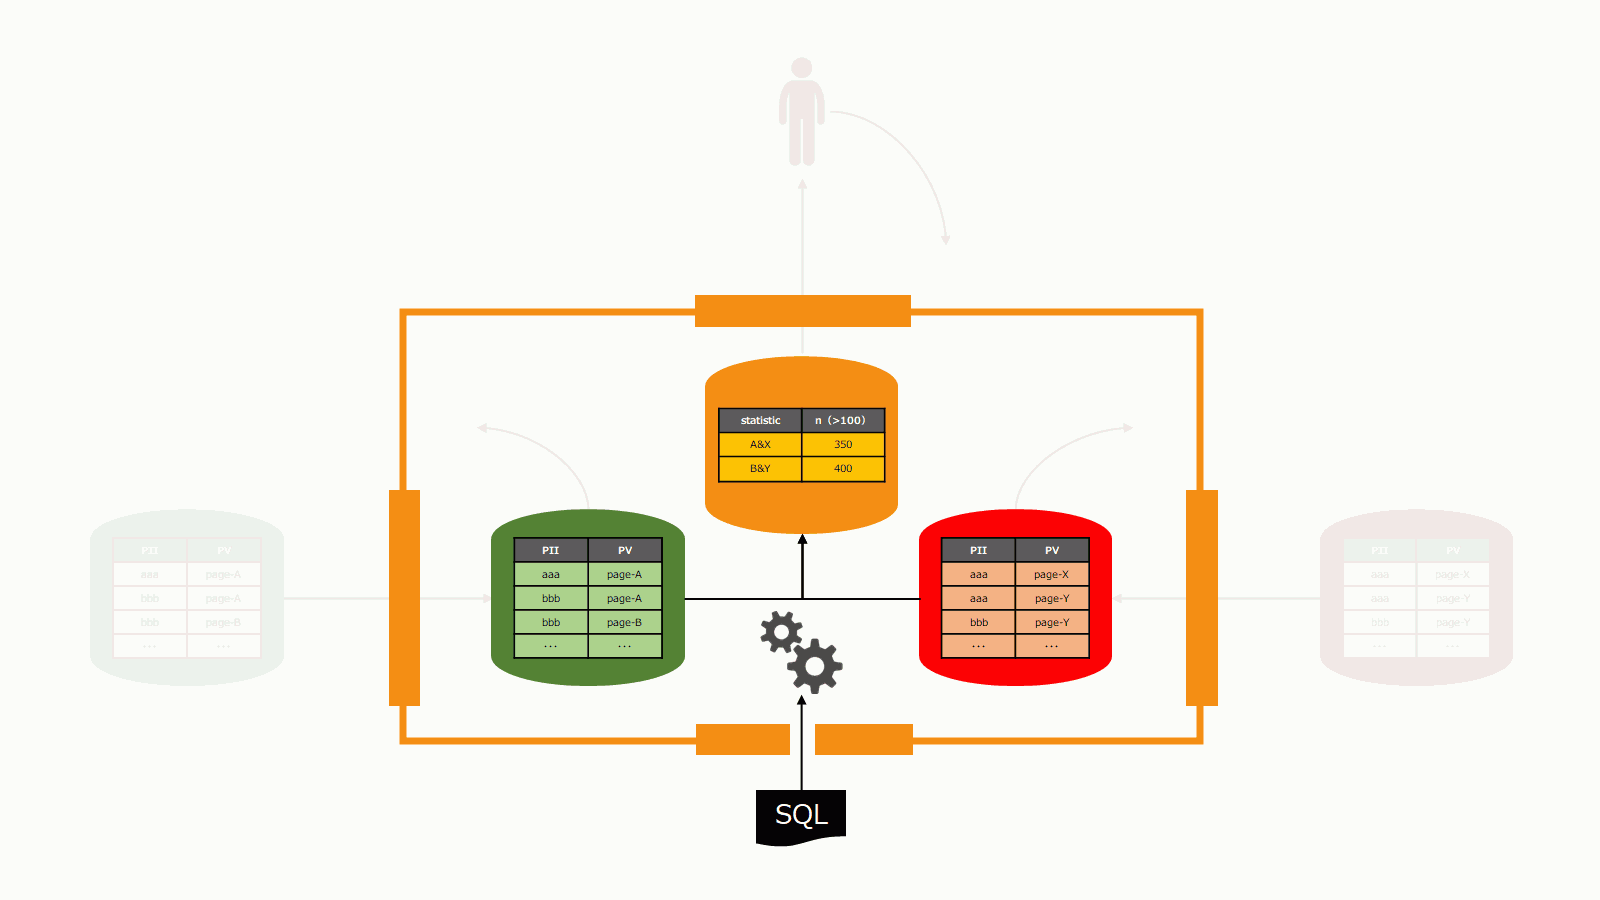 statistic n（>100）
A&X 350
B&Y 400
PII PV
aaa page-A
bbb page-A
bbb page-B
… …
PII PV
aaa page-A
bbb page-A
bbb page-B
… …
PII PV
aaa page-X
aaa page-Y
bbb page-Y
… …
PII PV
aaa page-X
aaa page-Y
bbb page-Y
… …
SQL